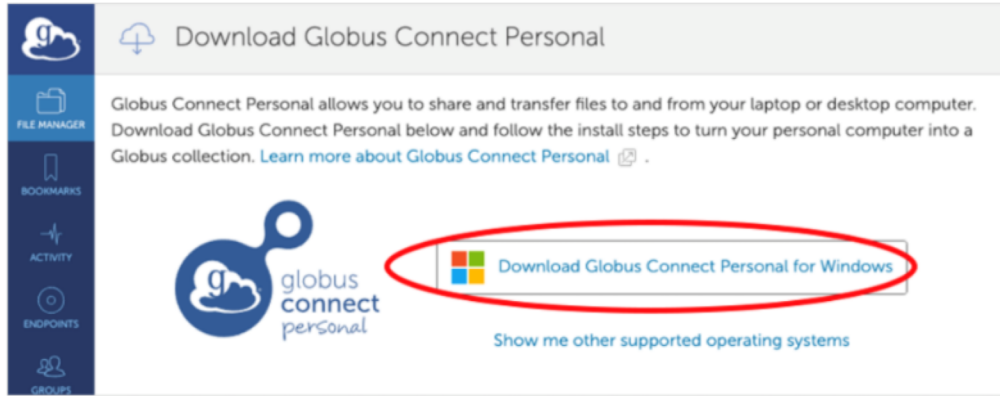 g
Download Globus Connect Personal
FILE MANAGER
BOOKMARKS
ACTIVITY
ENDPOINTS
GROUPS
Globus Connect Personal allows you to share and transfer files to and from your laptop or desktop computer.
Download Globus Connect Personal below and follow the install steps to turn your personal computer into a
Globus collection. Learn more about Globus Connect Personal .
g
globus
connect
personal
Download Globus Connect Personal for Windows
Show me other supported operating systems